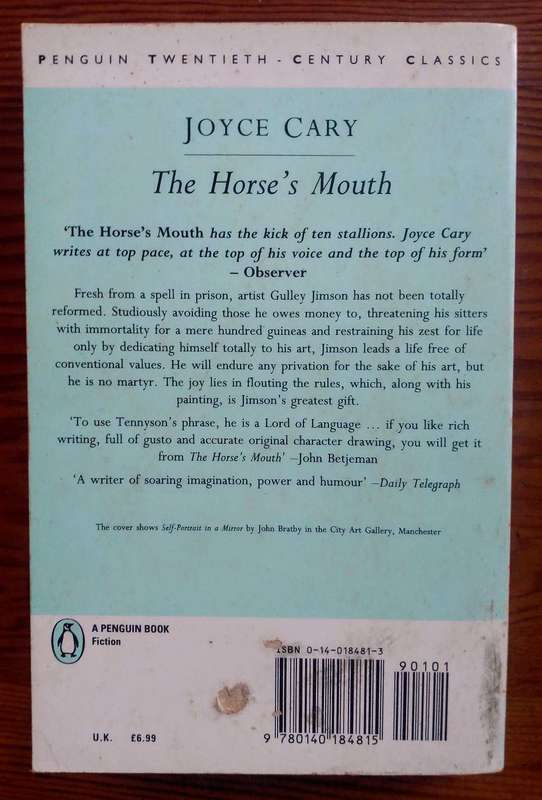 PENGUIN TWENTIETH-CENTURY CLASSICS
JOYCE CARY
The Horse's Mouth
'The Horse's Mouth has the kick of ten stallions. Joyce Cary
writes at top pace, at the top of his voice and the top of his form'
– Observer
Fresh from a spell in prison, artist Gulley Jimson has not been totally
reformed. Studiously avoiding those he owes money to, threatening his sitters
with immortality for a mere hundred guineas and restraining his zest for life
only by dedicating himself totally to his art, Jimson leads a life free of
conventional values. He will endure any privation for the sake of his art, but
he is no martyr. The joy lies in flouting the rules, which, along with his
painting, is Jimson's greatest gift.
'To use Tennyson's phrase, he is a Lord of Language ... if you like rich
writing, full of gusto and accurate original character drawing, you will get it
from The Horse's Mouth' –John Betjeman
'A writer of soaring imagination, power and humour' –Daily Telegraph
The cover shows Self-Portrait in a Mirror by John Bratby in the City Art Gallery, Manchester
A PENGUIN BOOK
Fiction
ISBN 0-14-018481-3
90101
U.K. £6.99
9 780140 184815